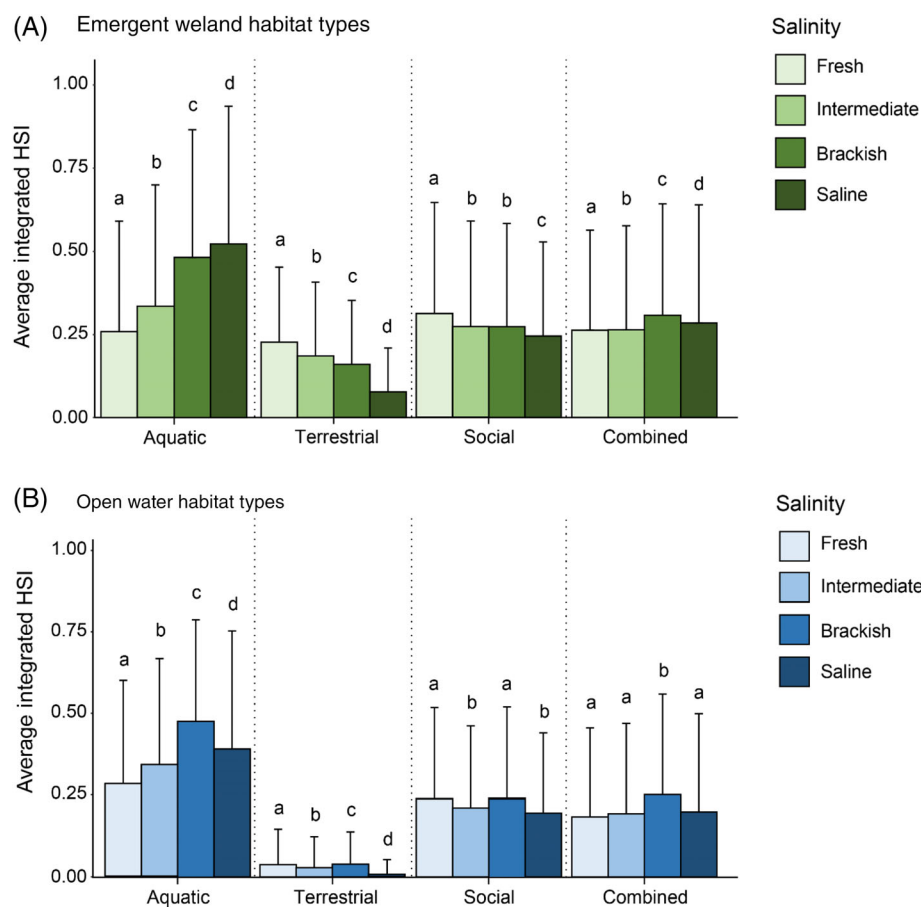 (A) Emergent weland habitat types
Salinity
Fresh
Intermediate
Brackish
Saline
Average integrated HSI
1.00
0.75
0.50
0.25
0.00
a b c d
a b c d
a b b c
a b c d
Aquatic Terrestrial Social Combined
(B) Open water habitat types
Salinity
Fresh
Intermediate
Brackish
Saline
Average integrated HSI
1.00
0.75
0.50
0.25
0.00
a b c d
a b c d
a b a b
a a b a
Aquatic Terrestrial Social Combined